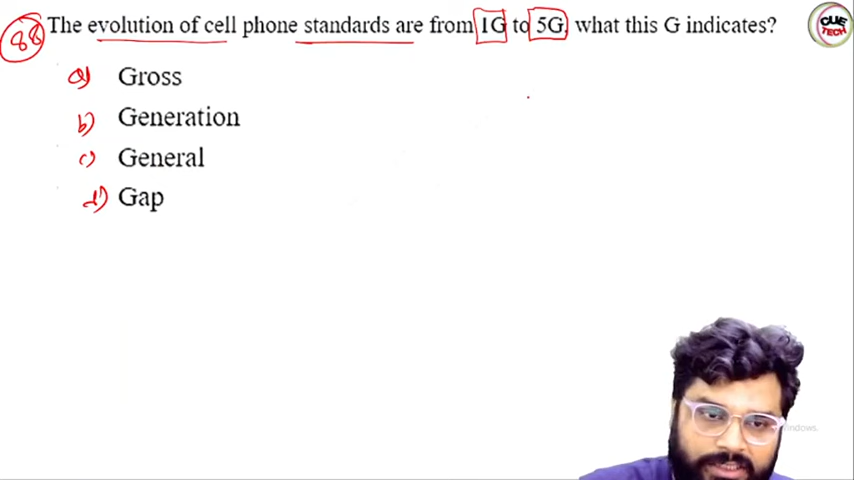 88 The evolution of cell phone standards are from 1G to 5G, what this G indicates?
CUE TECH
a) Gross
b) Generation
c) General
d) Gap
indows.